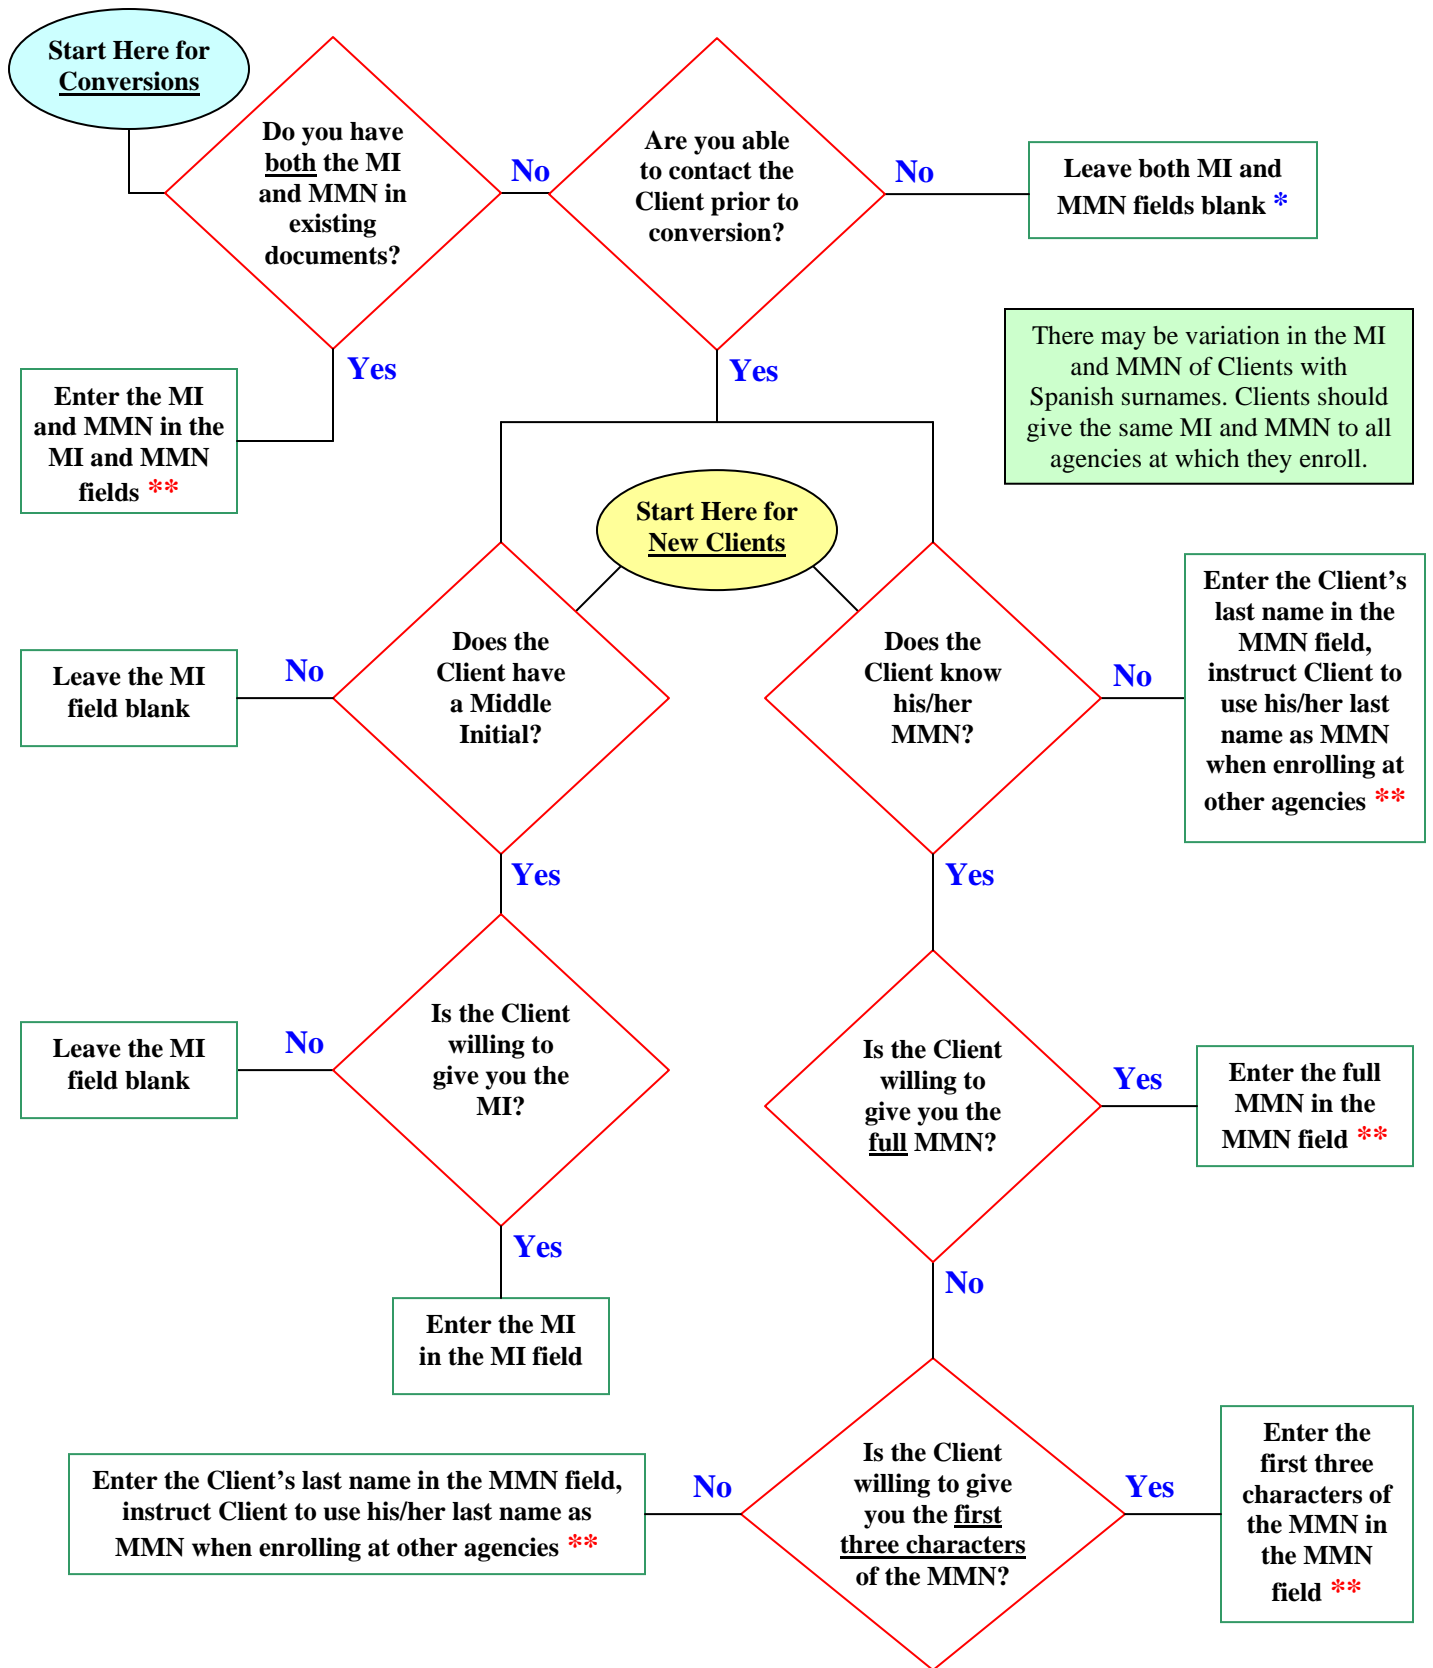 Start Here for
Conversions
Do you have
both the MI
and MMN in
existing
documents?
No
Are you able
to contact the
Client prior to
conversion?
No
Leave both MI and
MMN fields blank *
Yes
Enter the MI
and MMN in the
MI and MMN
fields **
Yes
There may be variation in the MI
and MMN of Clients with
Spanish surnames. Clients should
give the same MI and MMN to all
agencies at which they enroll.
Start Here for
New Clients
Does the
Client have
a Middle
Initial?
No
Leave the MI
field blank
Does the
Client know
his/her
MMN?
No
Enter the Client’s
last name in the
MMN field,
instruct Client to
use his/her last
name as MMN
when enrolling at
other agencies **
Yes
Yes
Is the Client
willing to
give you the
MI?
No
Leave the MI
field blank
Is the Client
willing to
give you the
full MMN?
Yes
Enter the full
MMN in the
MMN field **
Yes
Enter the MI
in the MI field
No
Is the Client
willing to give
you the first
three characters
of the MMN?
No
Enter the Client’s last name in the MMN field,
instruct Client to use his/her last name as
MMN when enrolling at other agencies **
Yes
Enter the
first three
characters of
the MMN in
the MMN
field **